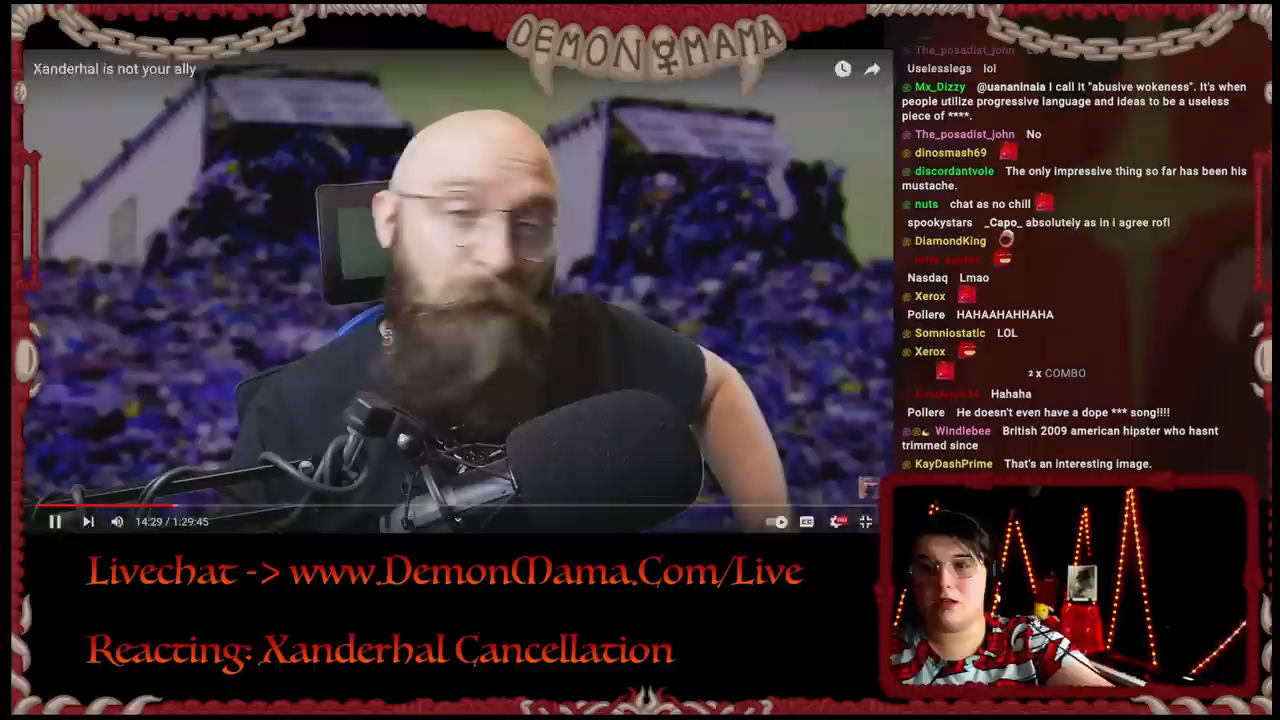 DEMON MAMA
Xanderhal is not your ally
The_posadist_john
Uselesslegs lol
Mx_Dizzy @uananinala I call it "abusive wokeness". It's when
people utilize progressive language and ideas to be a useless
piece of ****.
The_posadist_john No
dinosmash69
discordantvole The only impressive thing so far has been his
mustache.
nuts chat as no chill
spookystars _Capo_ absolutely as in i agree rofl
DiamondKing
Nasdaq Lmao
Xerox
Pollere HAHAAHAHHAHA
Somniostatic LOL
Xerox
2 x COMBO
Hahaha
Pollere He doesn't even have a dope *** song!!!!
Windlebee British 2009 american hipster who hasnt
trimmed since
KayDashPrime That's an interesting image.
14:29 / 1:29:45
Livechat -> www.DemonMama.Com/Live
Reacting: Xanderhal Cancellation